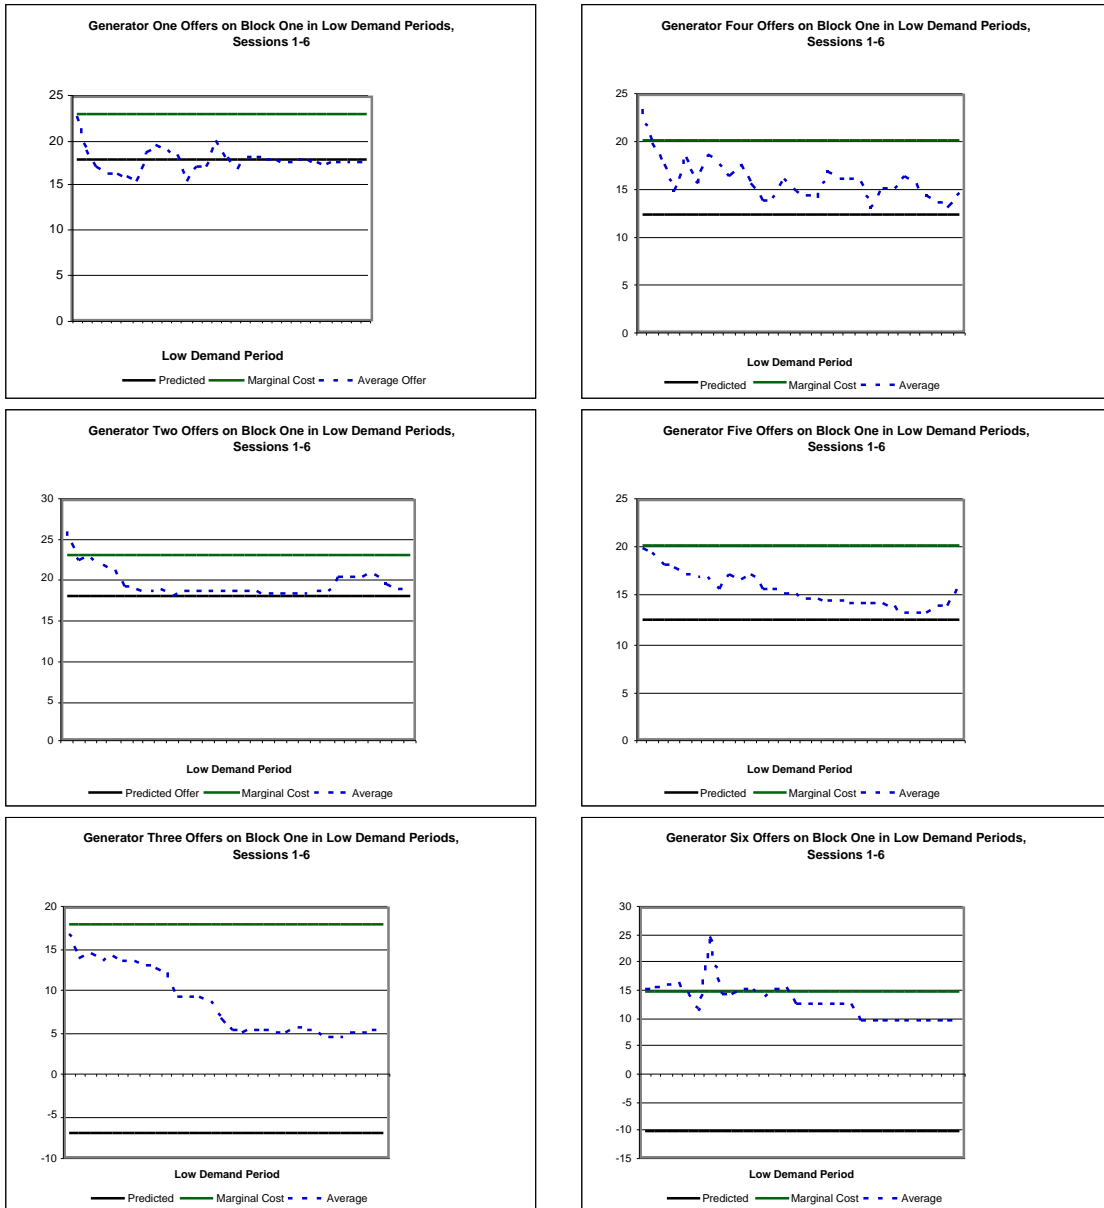 Generator One Offers on Block One in Low Demand Periods,
Sessions 1-6
25
20
15
10
5
0
Low Demand Period
Predicted Marginal Cost Average Offer
Generator Four Offers on Block One in Low Demand Periods,
Sessions 1-6
25
20
15
10
5
0
Low Demand Period
Predicted Marginal Cost Average
Generator Two Offers on Block One in Low Demand Periods,
Sessions 1-6
30
25
20
15
10
5
0
Low Demand Period
Predicted Offer Marginal Cost Average
Generator Five Offers on Block One in Low Demand Periods,
Sessions 1-6
25
20
15
10
5
0
Low Demand Period
Predicted Marginal Cost Average
Generator Three Offers on Block One in Low Demand Periods,
Sessions 1-6
20
15
10
5
0
-5
-10
Low Demand Period
Predicted Marginal Cost Average
Generator Six Offers on Block One in Low Demand Periods,
Sessions 1-6
30
25
20
15
10
5
0
-5
-10
-15
Low Demand Period
Predicted Marginal Cost Average